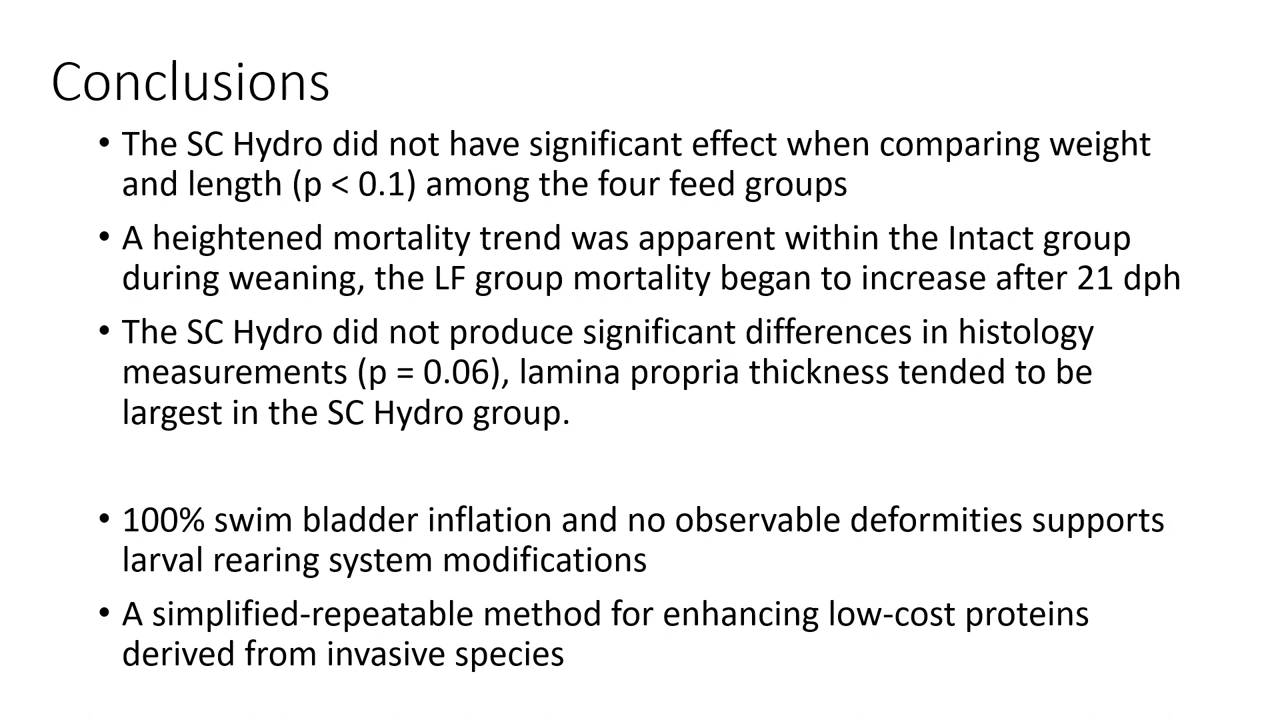 Conclusions
• The SC Hydro did not have significant effect when comparing weight
and length (p < 0.1) among the four feed groups
• A heightened mortality trend was apparent within the Intact group
during weaning, the LF group mortality began to increase after 21 dph
• The SC Hydro did not produce significant differences in histology
measurements (p = 0.06), lamina propria thickness tended to be
largest in the SC Hydro group.
• 100% swim bladder inflation and no observable deformities supports
larval rearing system modifications
• A simplified-repeatable method for enhancing low-cost proteins
derived from invasive species